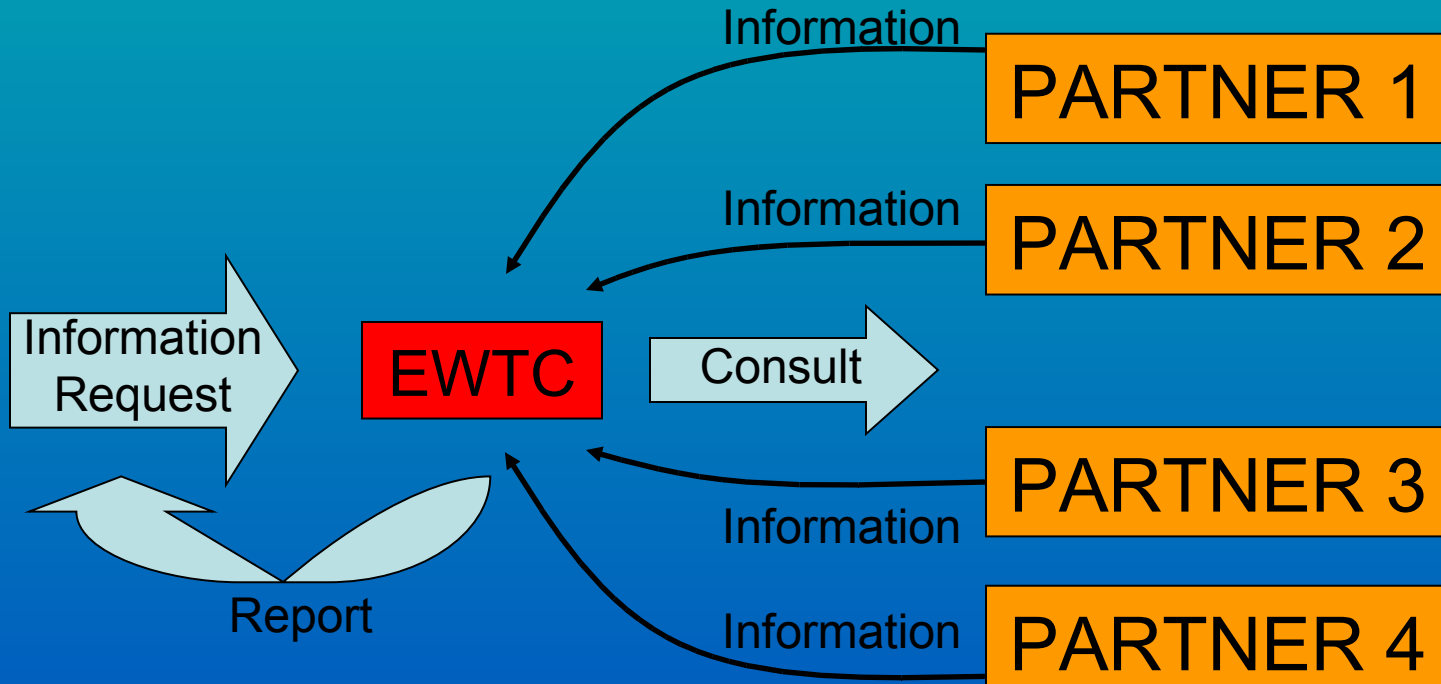 Information
PARTNER 1
Information
PARTNER 2
Information
Request
EWTC
Consult
PARTNER 3
Information
Report
Information
PARTNER 4